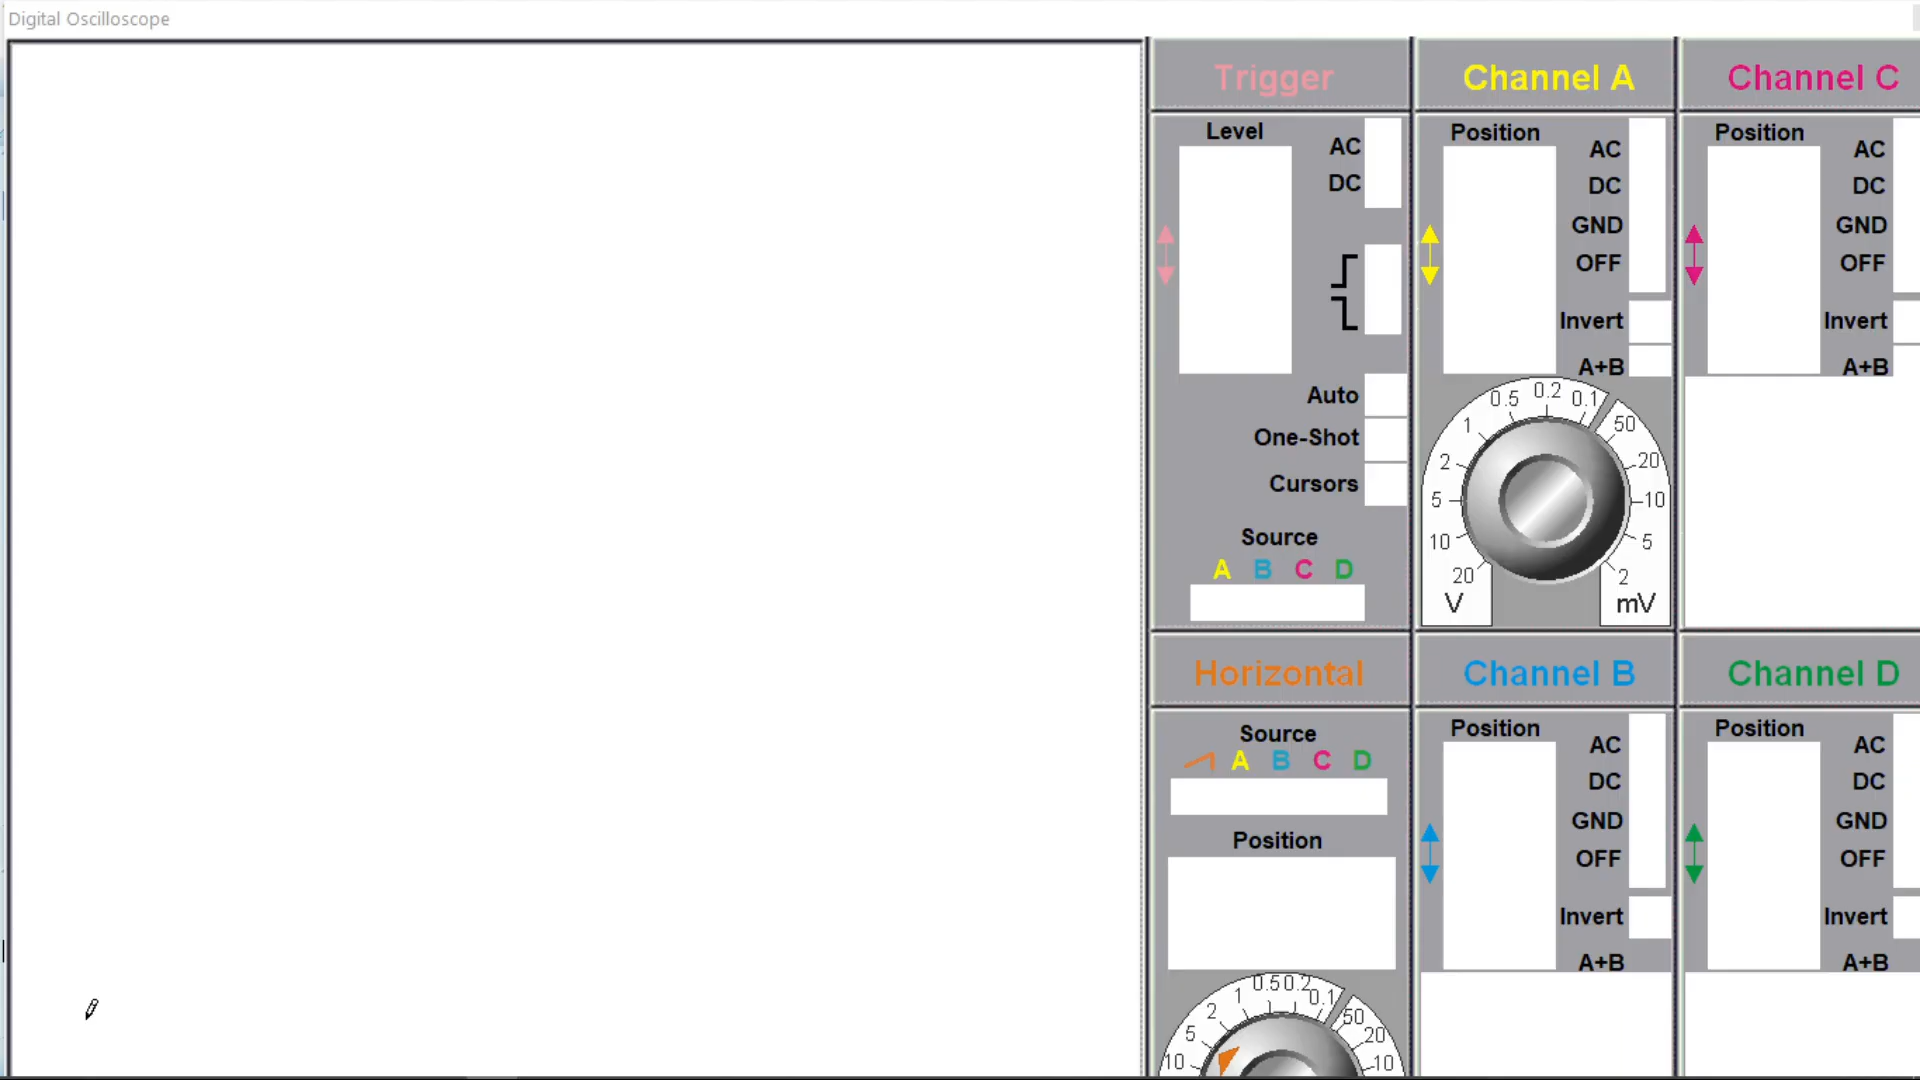 Digital Oscilloscope
Trigger
Level
AC
DC
Auto
One-Shot
Cursors
Source
A B C D
Channel A
Position
AC
DC
GND
OFF
Invert
A+B
0.5 0.2 0.1
1
2
5
10
20
V
50
20
10
5
2
mV
Channel C
Position
AC
DC
GND
OFF
Invert
A+B
Horizontal
Source
A B C D
Position
0.5 0.2 0.1
1
2
5
10
50
20
10
Channel B
Position
AC
DC
GND
OFF
Invert
A+B
Channel D
Position
AC
DC
GND
OFF
Invert
A+B